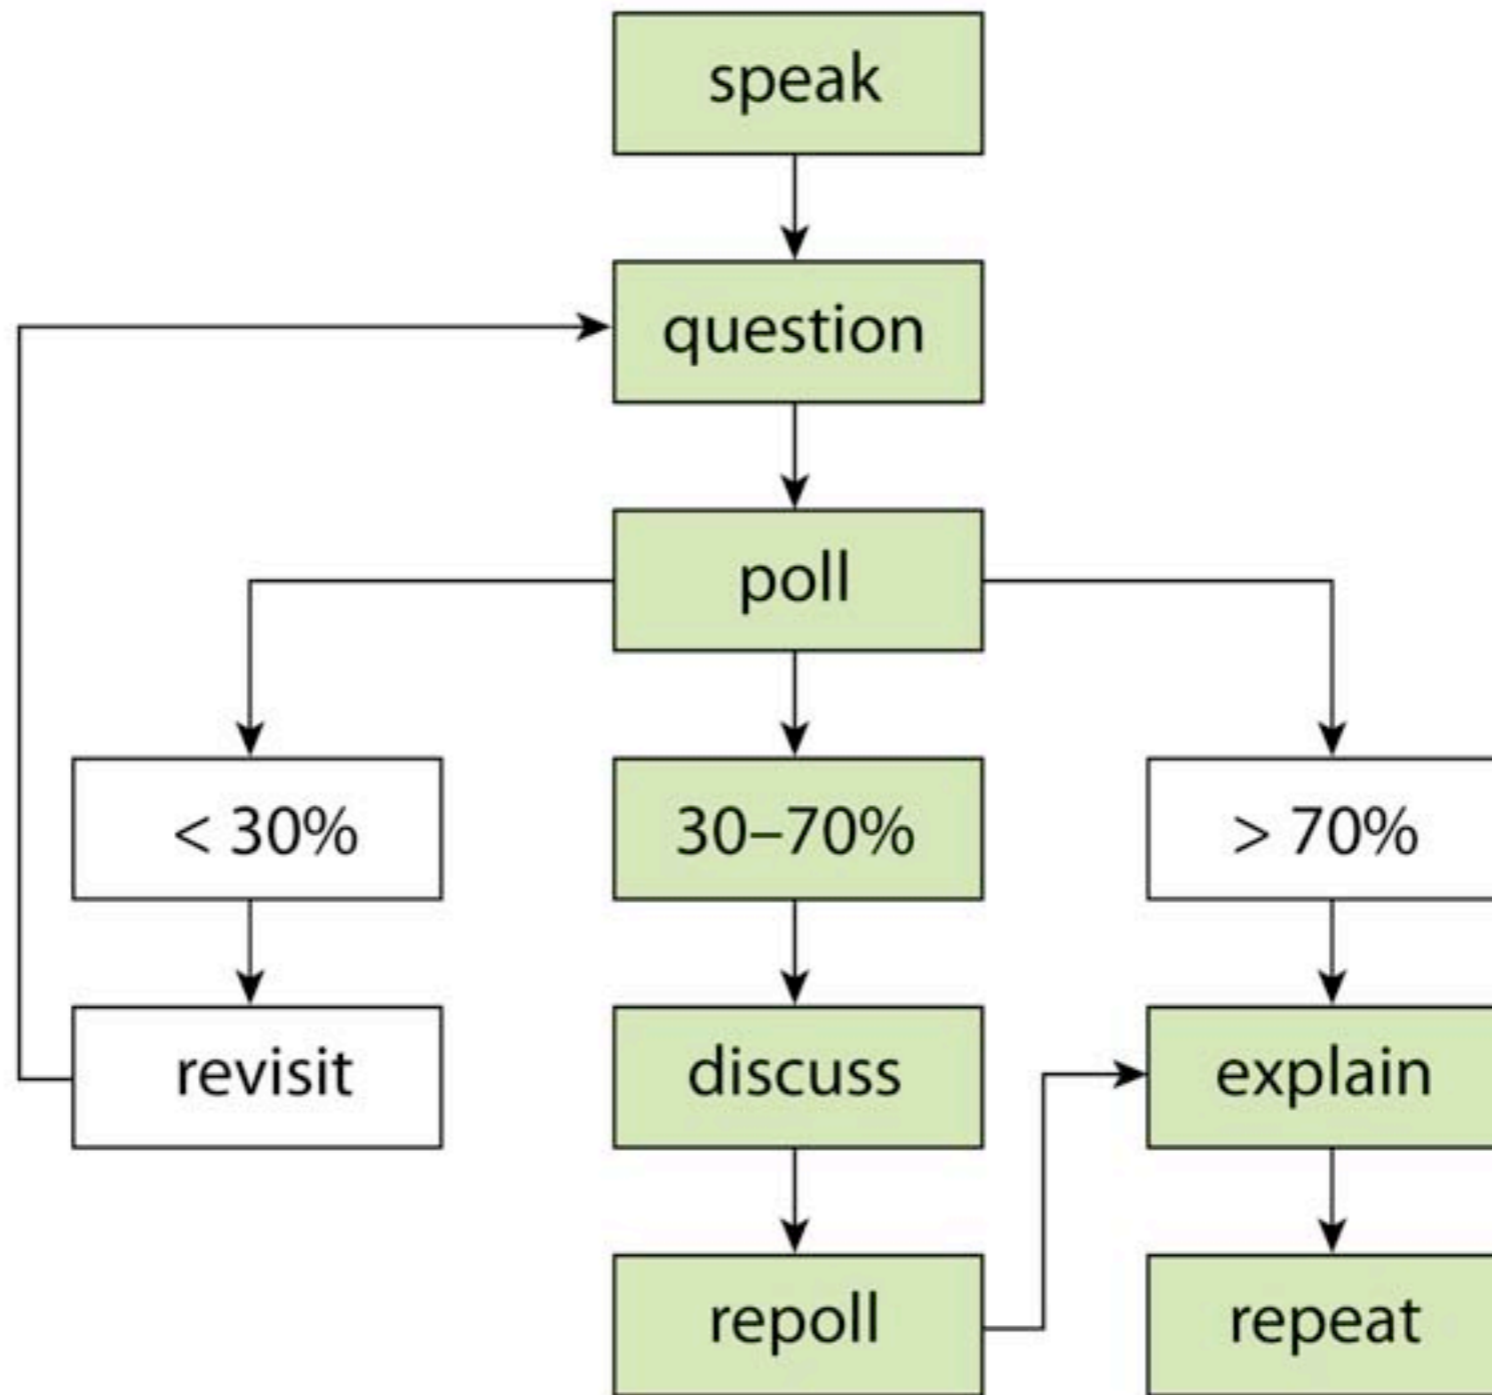 speak
question
poll
< 30%
30–70%
> 70%
revisit
discuss
explain
repoll
repeat